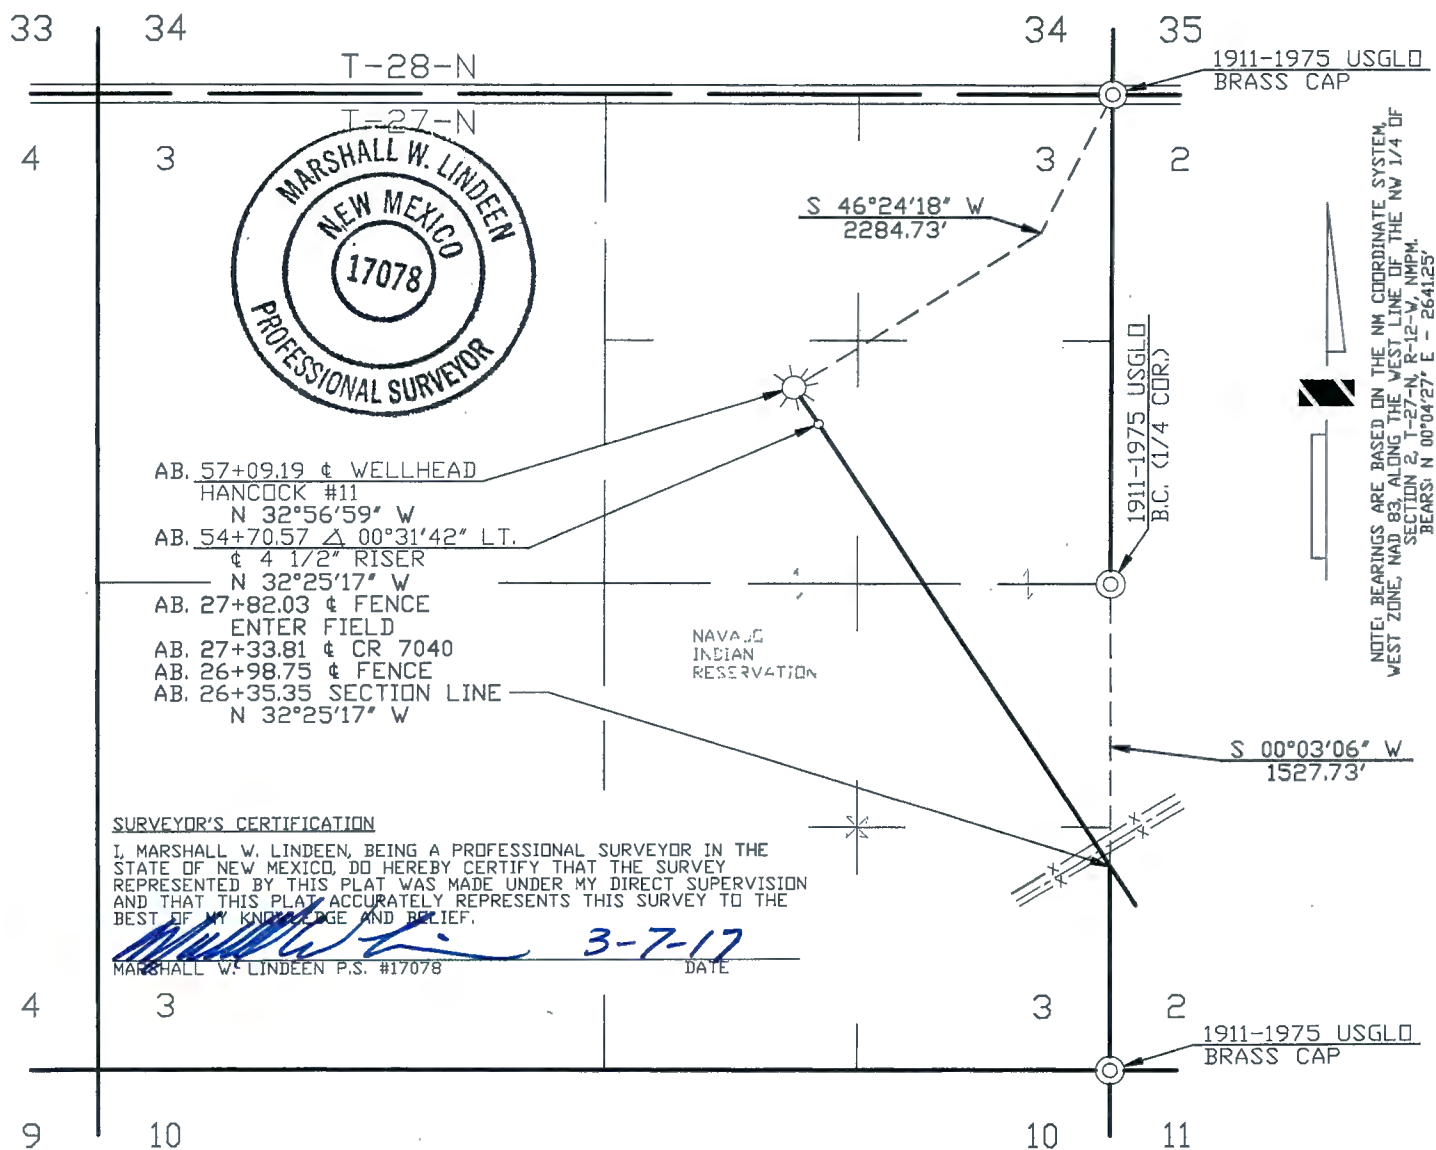 33
34
34
35
T-28-N
1911-1975 USGLO
BRASS CAP
T-27-N
4
3
3
2
MARSHALL W. LINDEEN
NEW MEXICO
17078
PROFESSIONAL SURVEYOR
S 46°24'18" W
2284.73'
1911-1975 USGLO
B.C. (1/4 COR.)
NOTE: BEARINGS ARE BASED ON THE NM COORDINATE SYSTEM,
WEST ZONE, NAD 83, ALONG THE WEST LINE OF THE NW 1/4 OF
SECTION 2, T-27-N, R-12-W, NMPM.
BEARS: N 00°04'27" E - 2641.25'
AB. 57+09.19 ℄ WELLHEAD
HANCOCK #11
N 32°56'59" W
AB. 54+70.57 △ 00°31'42" LT.
℄ 4 1/2" RISER
N 32°25'17" W
AB. 27+82.03 ℄ FENCE
ENTER FIELD
AB. 27+33.81 ℄ CR 7040
AB. 26+98.75 ℄ FENCE
AB. 26+35.35 SECTION LINE
N 32°25'17" W
NAVAJO
INDIAN
RESERVATION
S 00°03'06" W
1527.73'
SURVEYOR'S CERTIFICATION
I, MARSHALL W. LINDEEN, BEING A PROFESSIONAL SURVEYOR IN THE
STATE OF NEW MEXICO, DO HEREBY CERTIFY THAT THE SURVEY
REPRESENTED BY THIS PLAT WAS MADE UNDER MY DIRECT SUPERVISION
AND THAT THIS PLAT ACCURATELY REPRESENTS THIS SURVEY TO THE
BEST OF MY KNOWLEDGE AND BELIEF.
3-7-17
MARSHALL W. LINDEEN P.S. #17078
DATE
4
3
3
2
1911-1975 USGLO
BRASS CAP
9
10
10
11